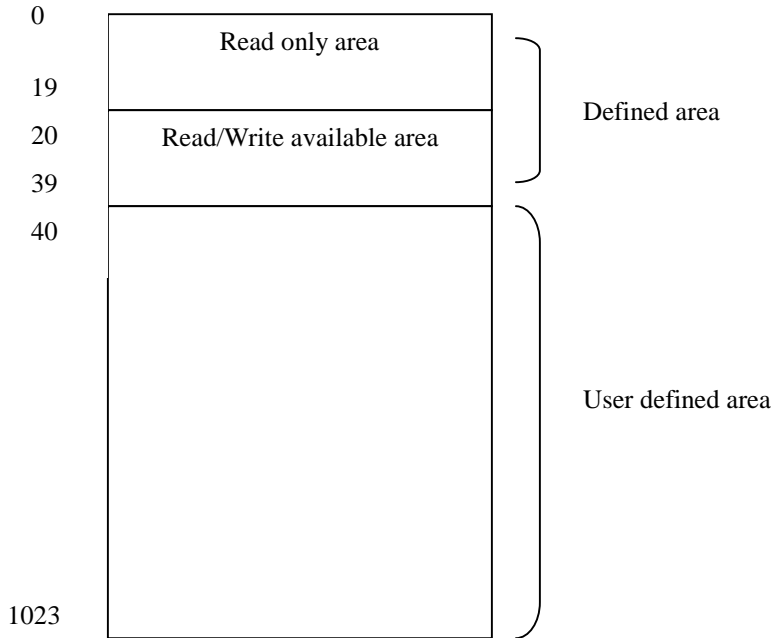 0
Read only area
19
Defined area
20
Read/Write available area
39
40
User defined area
1023